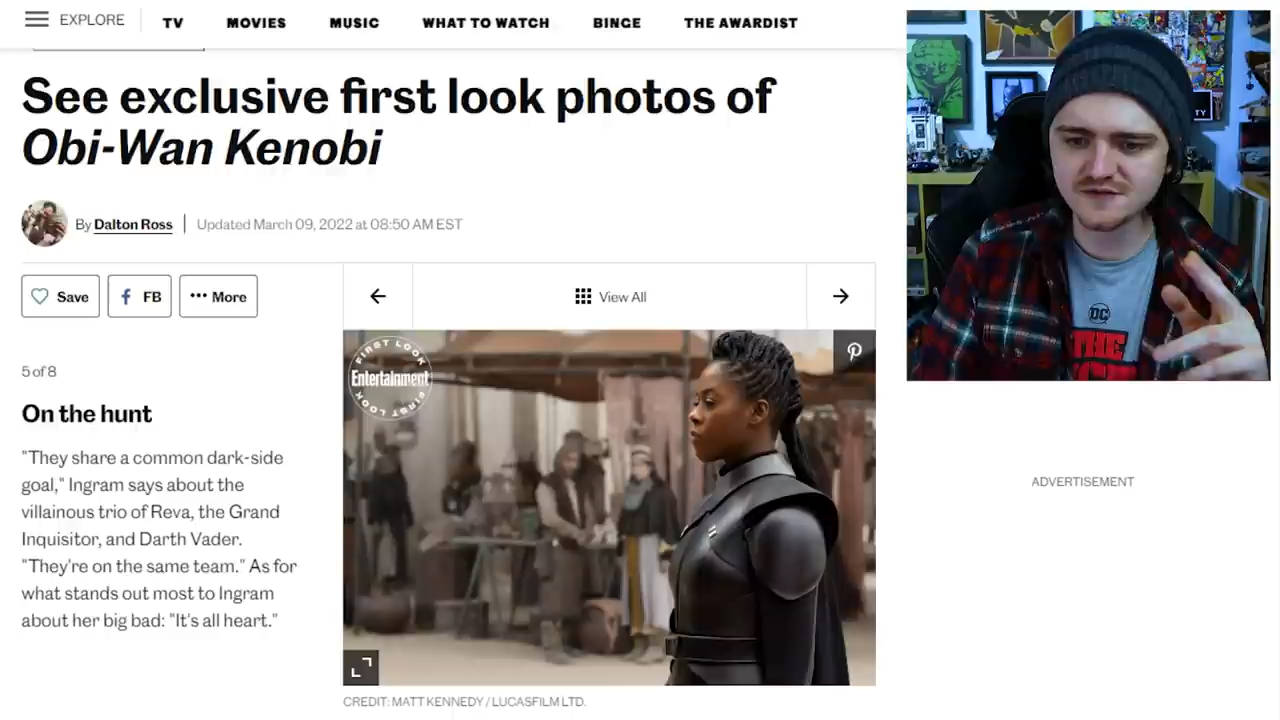 EXPLORE
TV
MOVIES
MUSIC
WHAT TO WATCH
BINGE
THE AWARDIST
See exclusive first look photos of
Obi-Wan Kenobi
By Dalton Ross
Updated March 09, 2022 at 08:50 AM EST
Save
FB
More
View All
5 of 8
On the hunt
"They share a common dark-side
goal," Ingram says about the
villainous trio of Reva, the Grand
Inquisitor, and Darth Vader.
"They're on the same team." As for
what stands out most to Ingram
about her big bad: "It's all heart."
FIRST LOOK
Entertainment
FIRST LOOK
CREDIT: MATT KENNEDY / LUCASFILM LTD.
DC
THE
ADVERTISEMENT